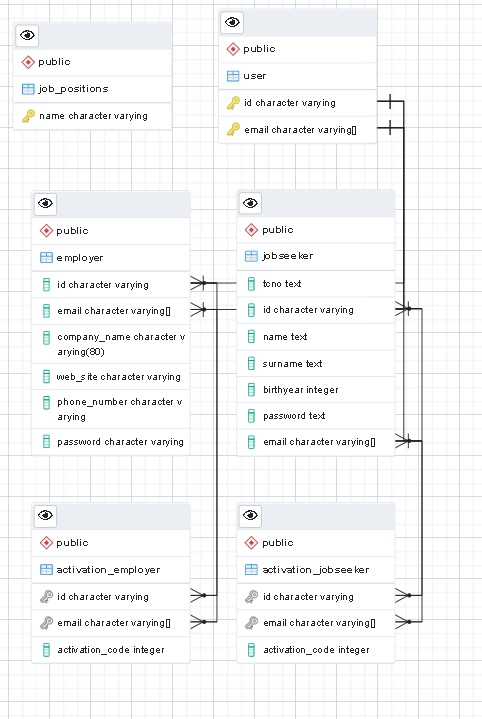 public
job_positions
name character varying
public
user
id character varying
email character varying[]
public
employer
id character varying
email character varying[]
company_name character v
arying(80)
web_site character varying
phone_number character v
arying
password character varying
public
jobseeker
tcno text
id character varying
name text
surname text
birthyear integer
password text
email character varying[]
public
activation_employer
id character varying
email character varying[]
activation_code integer
public
activation_jobseeker
id character varying
email character varying[]
activation_code integer